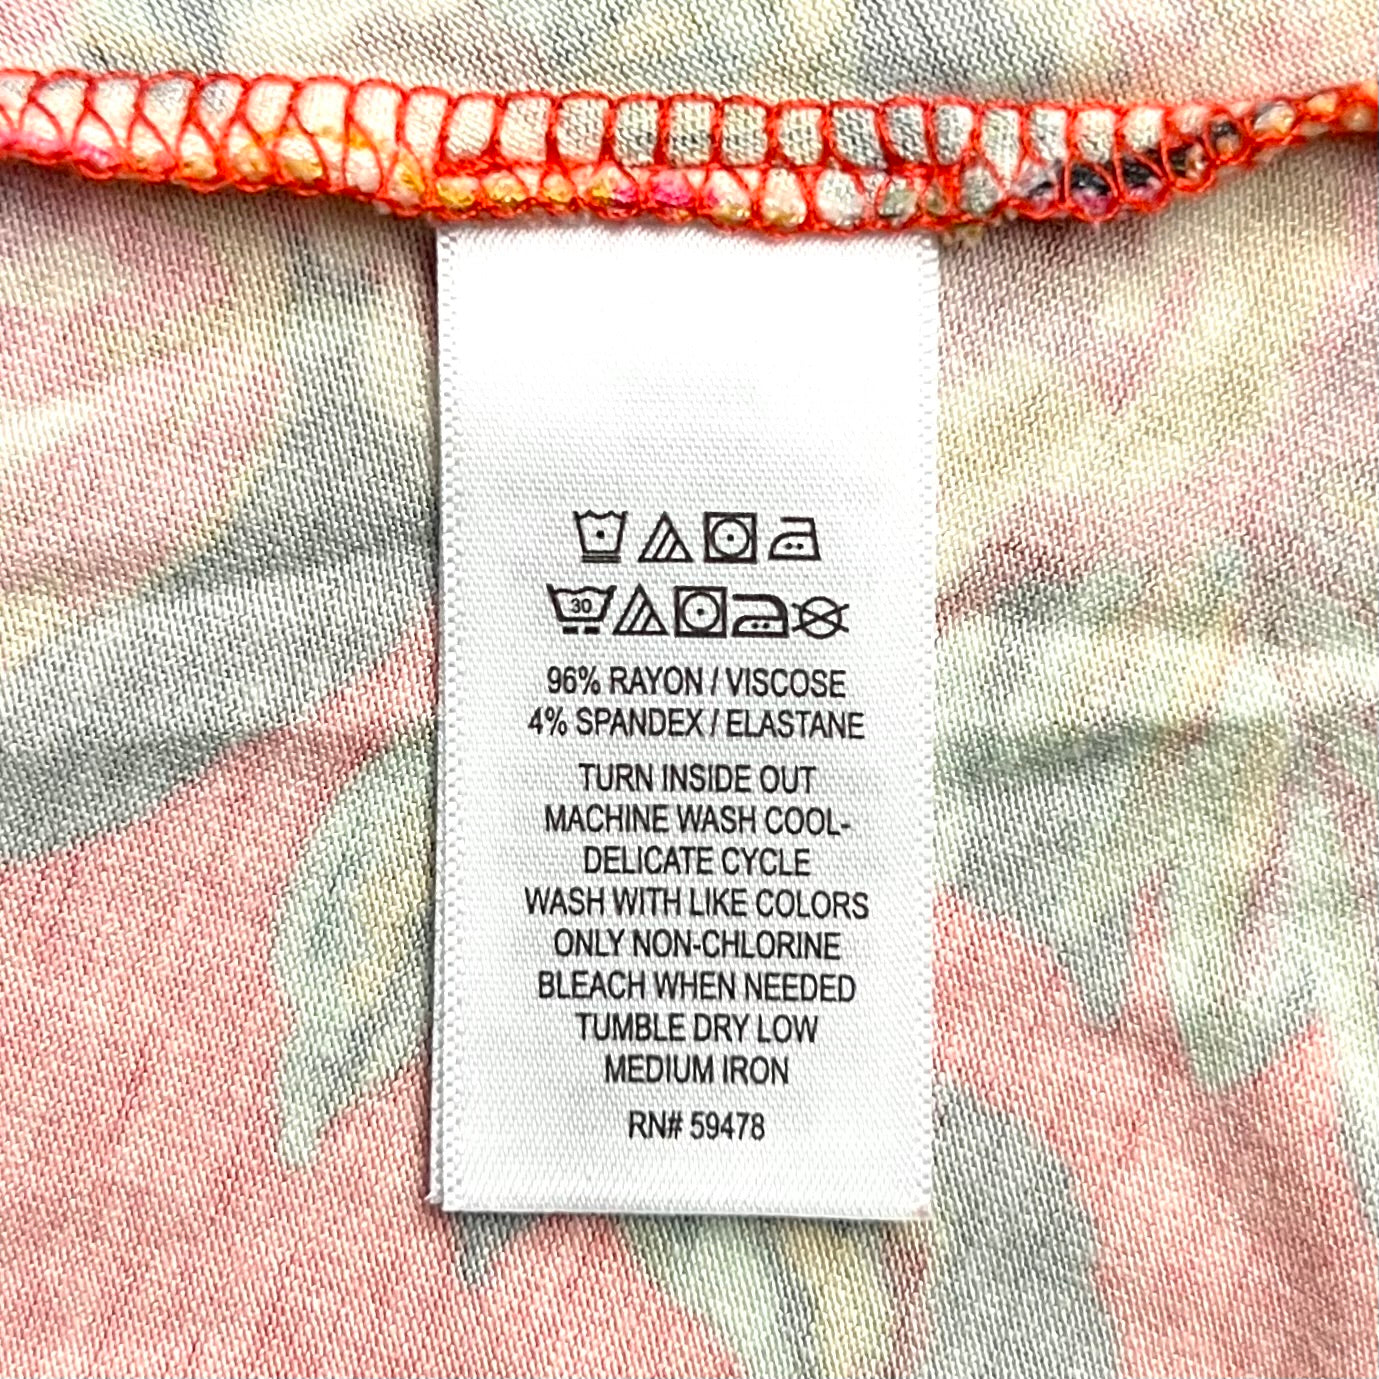 30
96% RAYON / VISCOSE
4% SPANDEX / ELASTANE
TURN INSIDE OUT
MACHINE WASH COOL-
DELICATE CYCLE
WASH WITH LIKE COLORS
ONLY NON-CHLORINE
BLEACH WHEN NEEDED
TUMBLE DRY LOW
MEDIUM IRON
RN# 59478